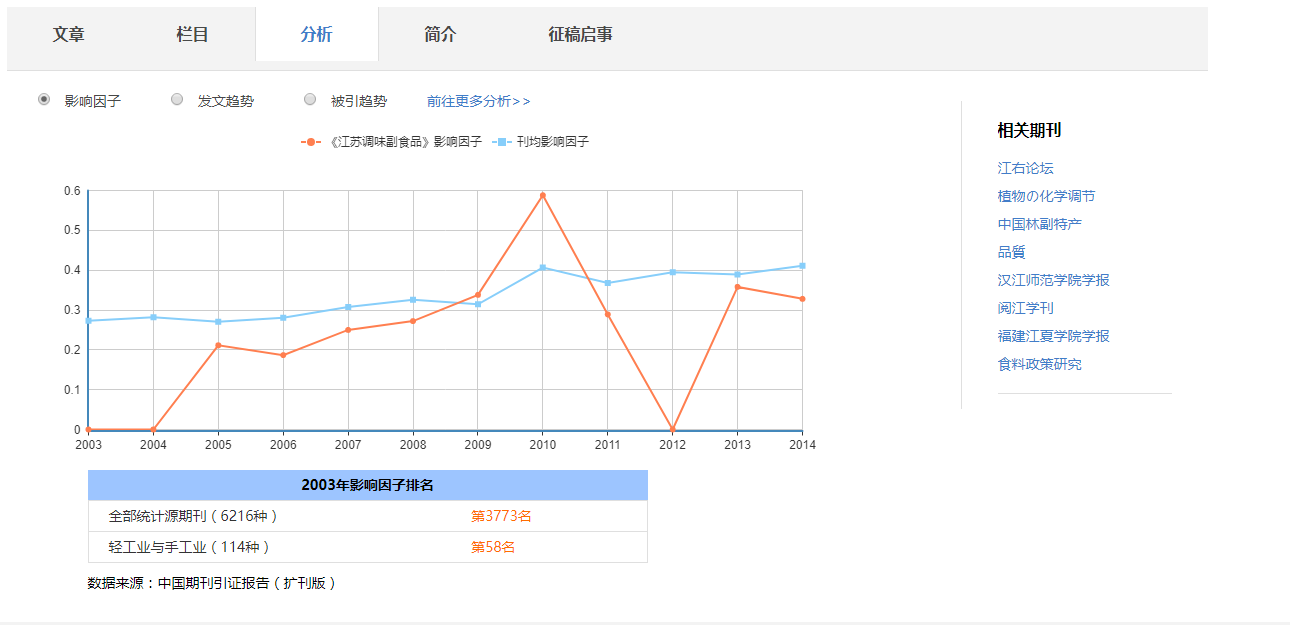 文章 栏目 分析 简介 征稿启事
影响因子 发文趋势 被引趋势 前往更多分析>>
《江苏调味副食品》影响因子 刊均影响因子
0.6
0.5
0.4
0.3
0.2
0.1
0
2003 2004 2005 2006 2007 2008 2009 2010 2011 2012 2013 2014
2003年影响因子排名
全部统计源期刊（6216种） 第3773名
轻工业与手工业（114种） 第58名
数据来源：中国期刊引证报告（扩刊版）
相关期刊
江右论坛
植物の化学调节
中国林副特产
品質
汉江师范学院学报
阅江学刊
福建江夏学院学报
食料政策研究